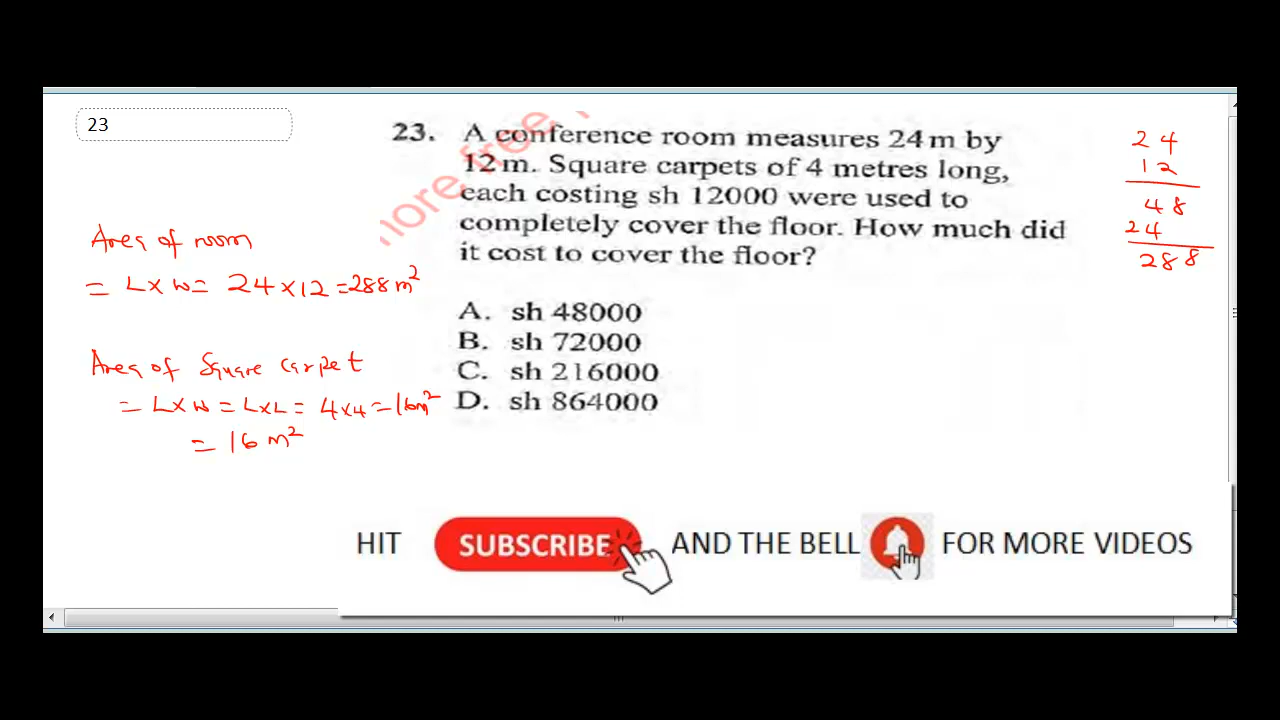 23
23. A conference room measures 24 m by
12 m. Square carpets of 4 metres long,
each costing sh 12000 were used to
completely cover the floor. How much did
it cost to cover the floor?
A. sh 48000
B. sh 72000
C. sh 216000
D. sh 864000
more free
Area of room
= L x W = 24 x 12 = 288 m²
Area of Square carpet
= L x W = L x L = 4 x 4 = 16m²
= 16 m²
24
12
48
24
288
HIT SUBSCRIBE AND THE BELL FOR MORE VIDEOS